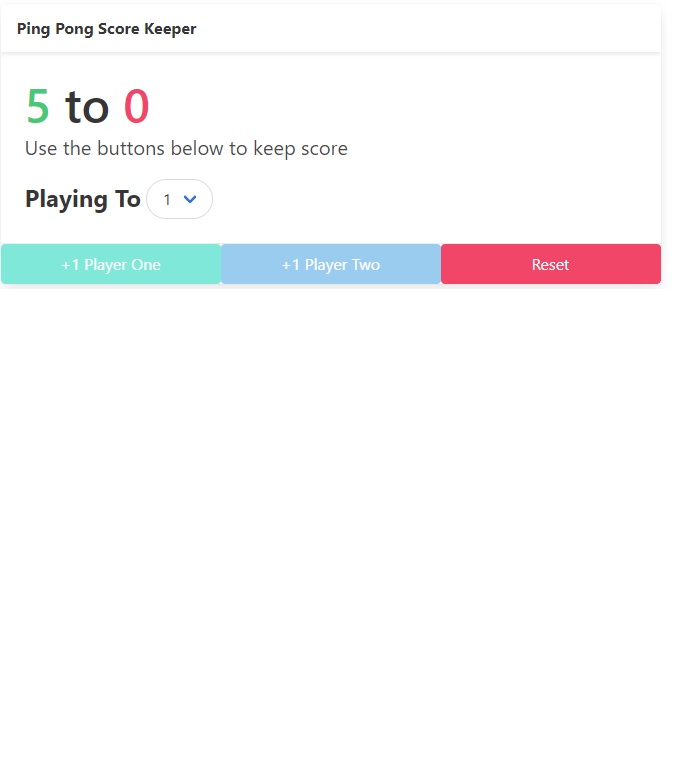 Ping Pong Score Keeper
5 to 0
Use the buttons below to keep score
Playing To 1
+1 Player One +1 Player Two Reset